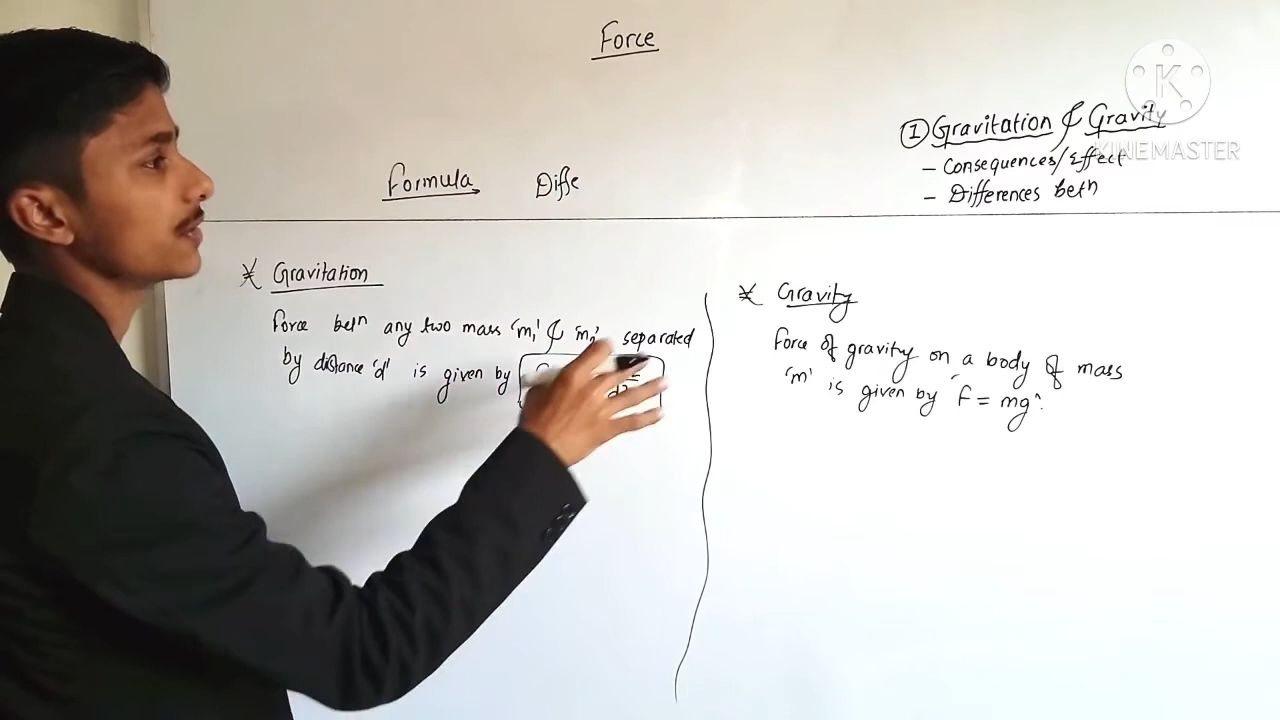 Force
① Gravitation & Gravity
KINEMASTER
- Consequences/Effect
- Differences betn
Formula Diffe
* Gravitation
Force betn any two mass 'm1' & 'm2' separated
by distance 'd' is given by
* Gravity
Force of gravity on a body of mass
'm' is given by F = mg.